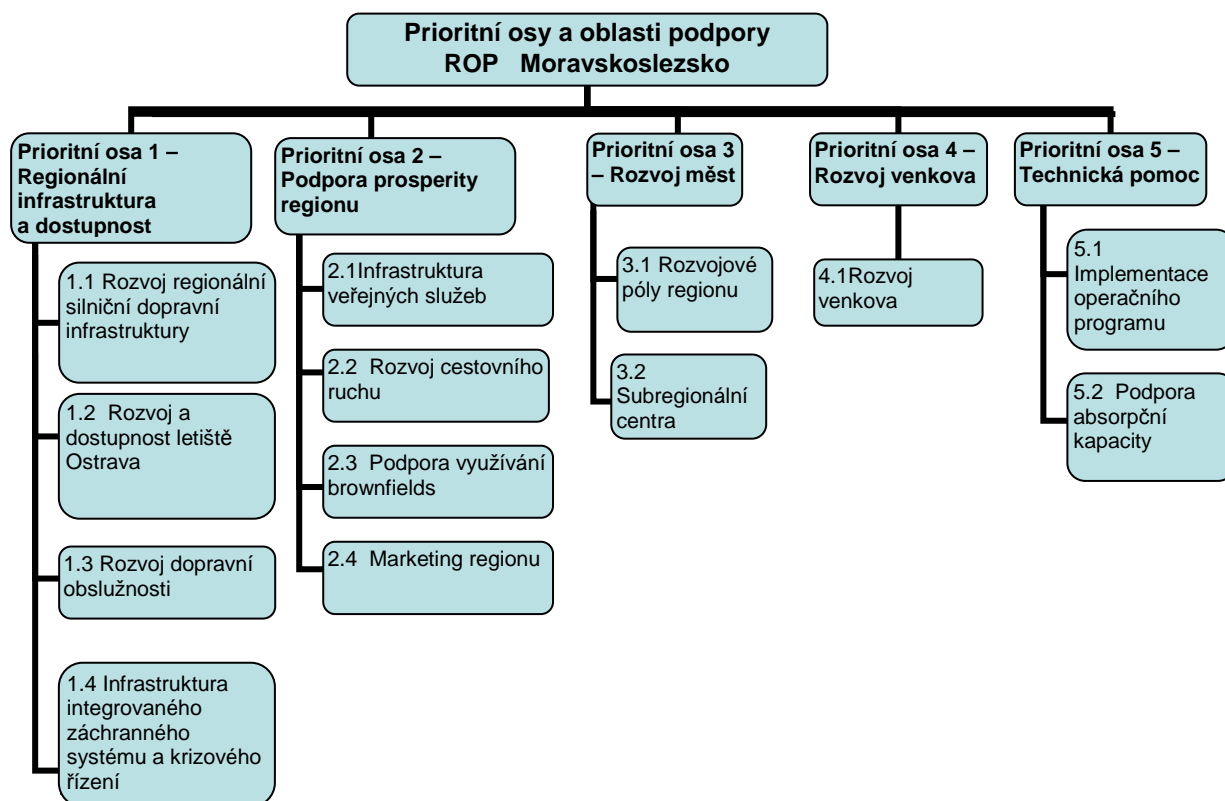 Prioritní osy a oblasti podpory
ROP Moravskoslezsko
Prioritní osa 1 –
Regionální
infrastruktura
a dostupnost
1.1 Rozvoj regionální
silniční dopravní
infrastruktury
1.2 Rozvoj a
dostupnost letiště
Ostrava
1.3 Rozvoj dopravní
obslužnosti
1.4 Infrastruktura
integrovaného
záchranného
systému a krizového
řízení
Prioritní osa 2 –
Podpora prosperity
regionu
2.1Infrastruktura
veřejných služeb
2.2 Rozvoj cestovního
ruchu
2.3 Podpora využívání
brownfields
2.4 Marketing regionu
Prioritní osa 3
– Rozvoj měst
3.1 Rozvojové
póly regionu
3.2
Subregionální
centra
Prioritní osa 4 –
Rozvoj venkova
4.1Rozvoj
venkova
Prioritní osa 5 –
Technická pomoc
5.1
Implementace
operačního
programu
5.2 Podpora
absorpční
kapacity